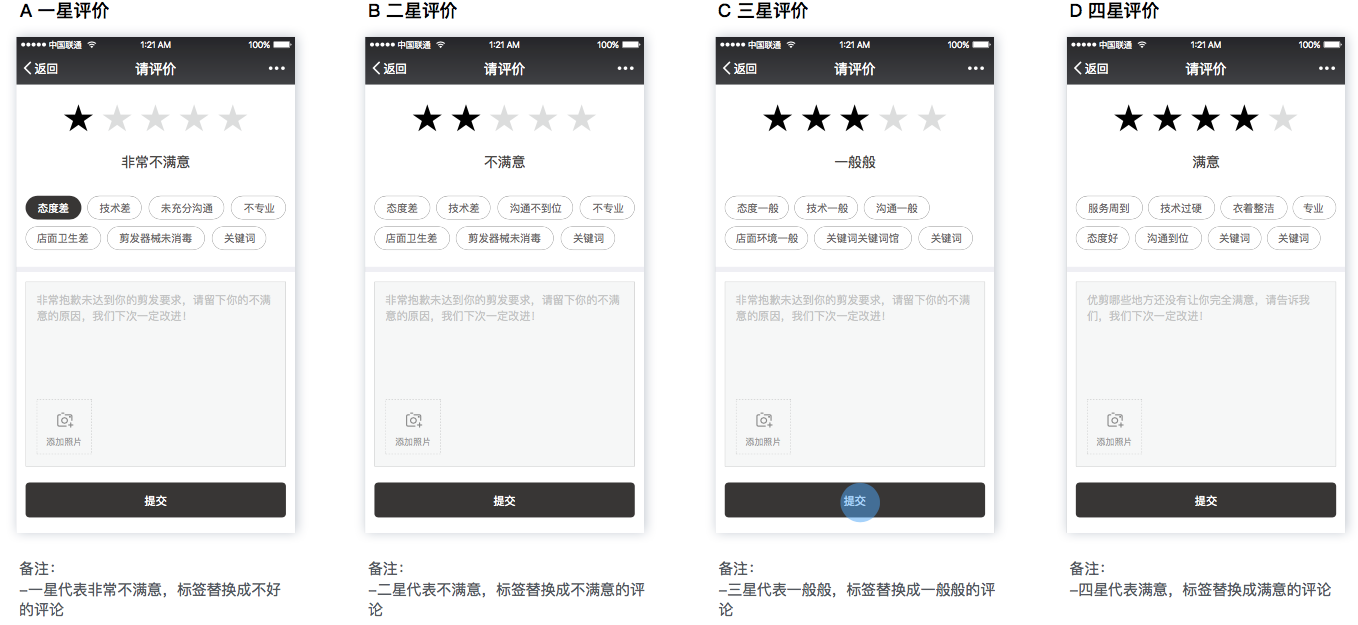 A 一星评价
中国联通 1:21 AM 100%
返回 请评价
非常不满意
态度差 技术差 未充分沟通 不专业
店面卫生差 剪发器械未消毒 关键词
非常抱歉未达到你的剪发要求，请留下你的不满
意的原因，我们下次一定改进！
添加照片
提交
备注：
-一星代表非常不满意，标签替换成不好
的评论
B 二星评价
中国联通 1:21 AM 100%
返回 请评价
不满意
态度差 技术差 沟通不到位 不专业
店面卫生差 剪发器械未消毒 关键词
非常抱歉未达到你的剪发要求，请留下你的不满
意的原因，我们下次一定改进！
添加照片
提交
备注：
-二星代表不满意，标签替换成不满意的评
论
C 三星评价
中国联通 1:21 AM 100%
返回 请评价
一般般
态度一般 技术一般 沟通一般
店面环境一般 关键词关键词馆 关键词
非常抱歉未达到你的剪发要求，请留下你的不满
意的原因，我们下次一定改进！
添加照片
提交
备注：
-三星代表一般般，标签替换成一般般的评
论
D 四星评价
中国联通 1:21 AM 100%
返回 请评价
满意
服务周到 技术过硬 衣着整洁 专业
态度好 沟通到位 关键词 关键词
优剪哪些地方还没有让你完全满意，请告诉我
们，我们下次一定改进！
添加照片
提交
备注：
-四星代表满意，标签替换成满意的评论